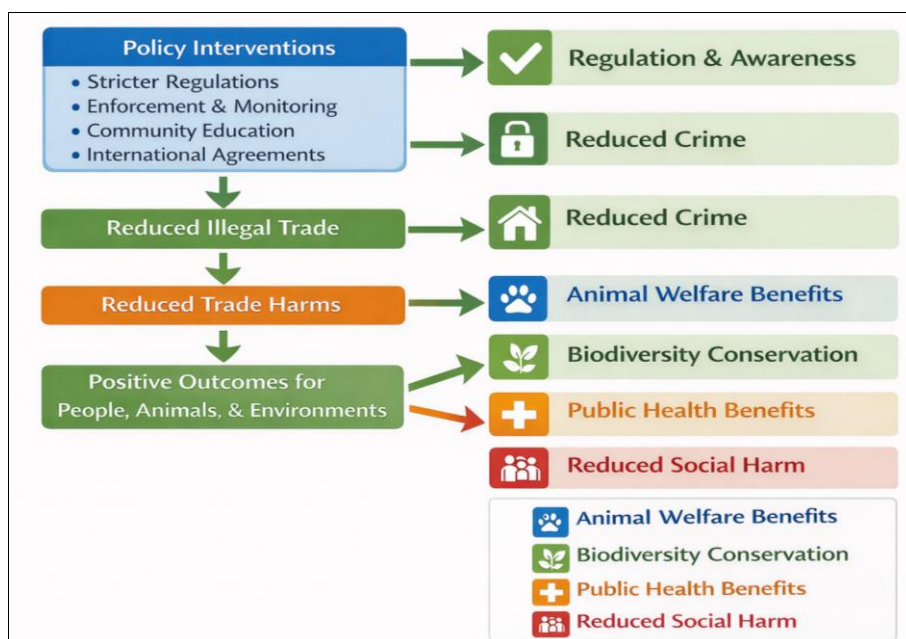 Policy Interventions
• Stricter Regulations
• Enforcement & Monitoring
• Community Education
• International Agreements
Reduced Illegal Trade
Reduced Trade Harms
Positive Outcomes for
People, Animals, & Environments
Regulation & Awareness
Reduced Crime
Reduced Crime
Animal Welfare Benefits
Biodiversity Conservation
Public Health Benefits
Reduced Social Harm
Animal Welfare Benefits
Biodiversity Conservation
Public Health Benefits
Reduced Social Harm